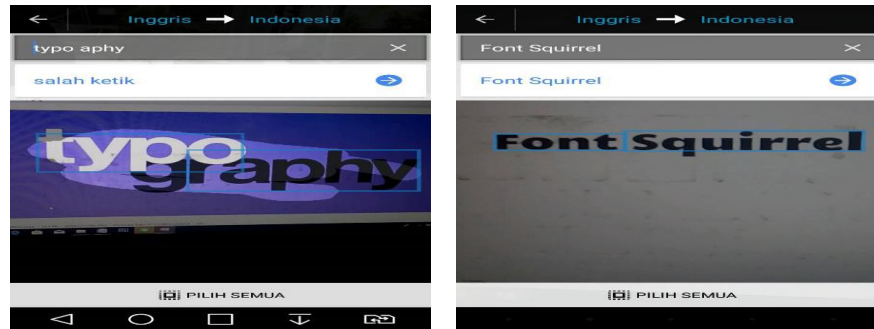 Inggris → Indonesia
typo aphy
salah ketik
typo
graphy
PILIH SEMUA
Inggris → Indonesia
Font Squirrel
Font Squirrel
Font Squirrel
PILIH SEMUA